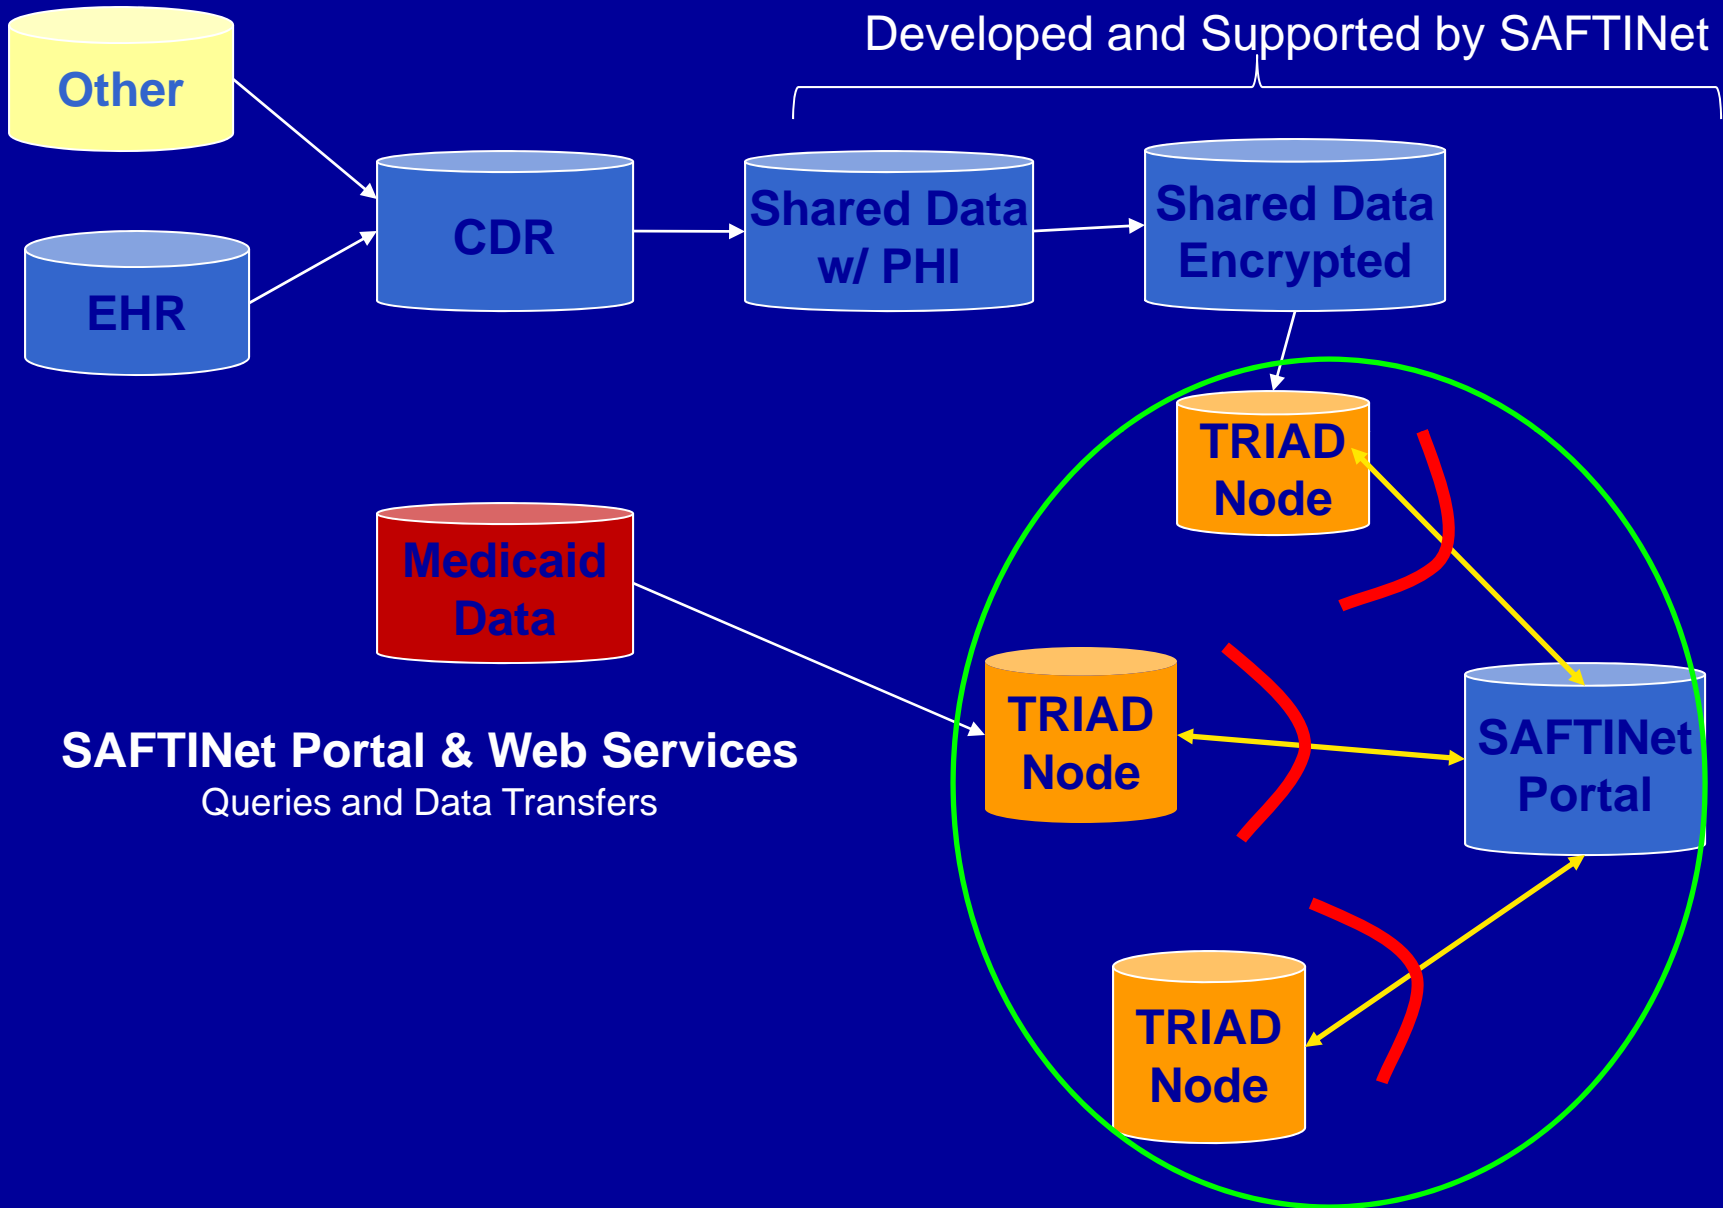 Developed and Supported by SAFTINet
Other
CDR
Shared Data
w/ PHI
Shared Data
Encrypted
EHR
TRIAD
Node
Medicaid
Data
TRIAD
Node
SAFTINet
Portal
SAFTINet Portal & Web Services
Queries and Data Transfers
TRIAD
Node